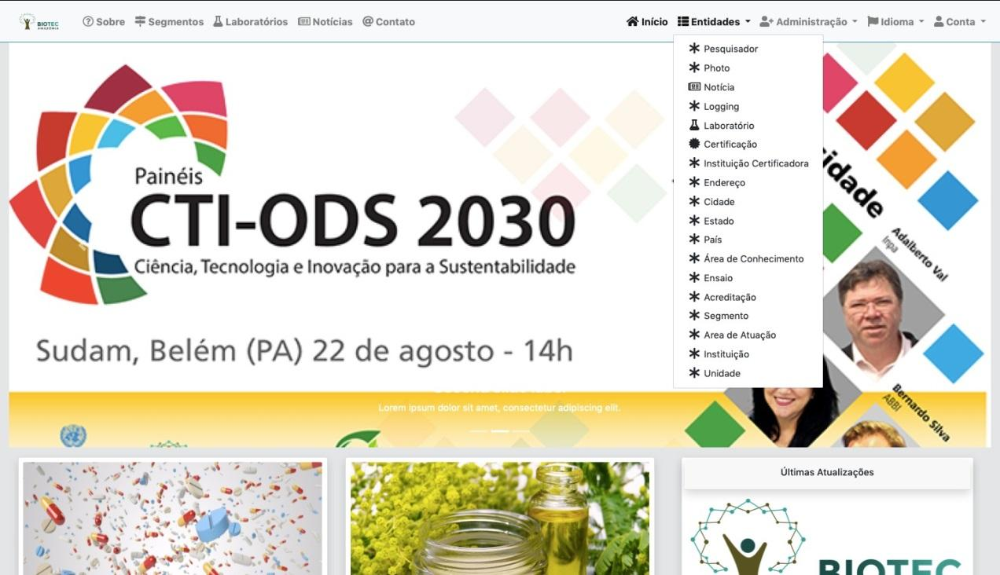 BIOTEC
AMAZÔNIA
Sobre
Segmentos
Laboratórios
Notícias
Contato
Início
Entidades
Administração
Idioma
Conta
Pesquisador
Photo
Notícia
Logging
Laboratório
Certificação
Instituição Certificadora
Endereço
Cidade
Estado
País
Área de Conhecimento
Ensaio
Acreditação
Segmento
Area de Atuação
Instituição
Unidade
Painéis
CTI-ODS 2030
Ciência, Tecnologia e Inovação para a Sustentabilidade
Sudam, Belém (PA) 22 de agosto - 14h
Adalberto Val
Inpa
Bernardo Silva
ABBI
Lorem ipsum dolor sit amet, consectetur adipiscing elit.
Últimas Atualizações
BIOTEC